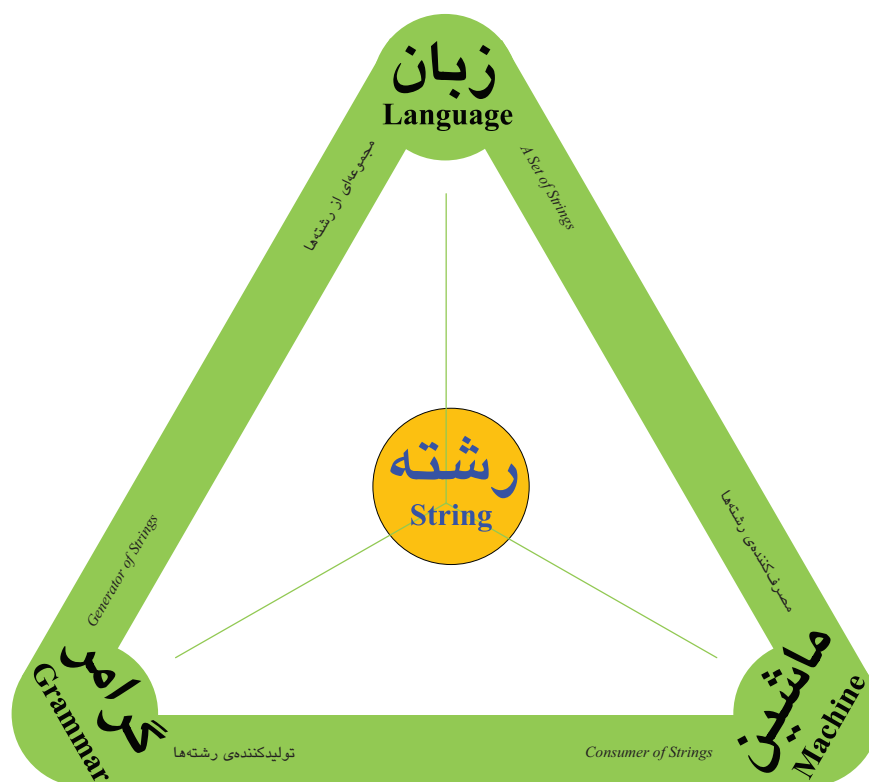 زبان
Language
مجموعه‌ای از رشته‌ها
A Set of Strings
رشته
String
Generator of Strings
مصرف‌کننده‌ی رشته‌ها
گرامر
Grammar
ماشین
Machine
تولیدکننده‌ی رشته‌ها
Consumer of Strings